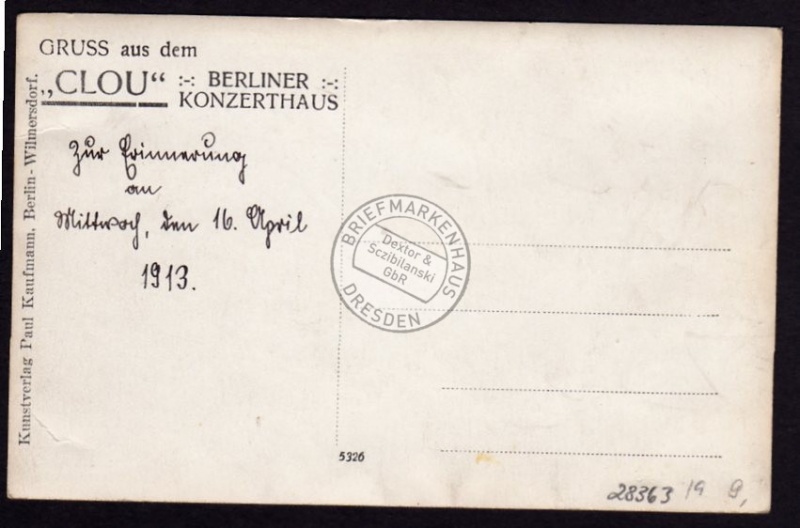 GRUSS aus dem
„CLOU“ :-: BERLINER :-:
KONZERTHAUS
Zur Erinnerung
an
Mittwoch, den 16. April
1913.
Kunstverlag Paul Kaufmann, Berlin-Wilmersdorf.
BRIEFMARKENHAUS
Dextor &
Sczibilanski
GbR
DRESDEN
5326
28363 19 9,